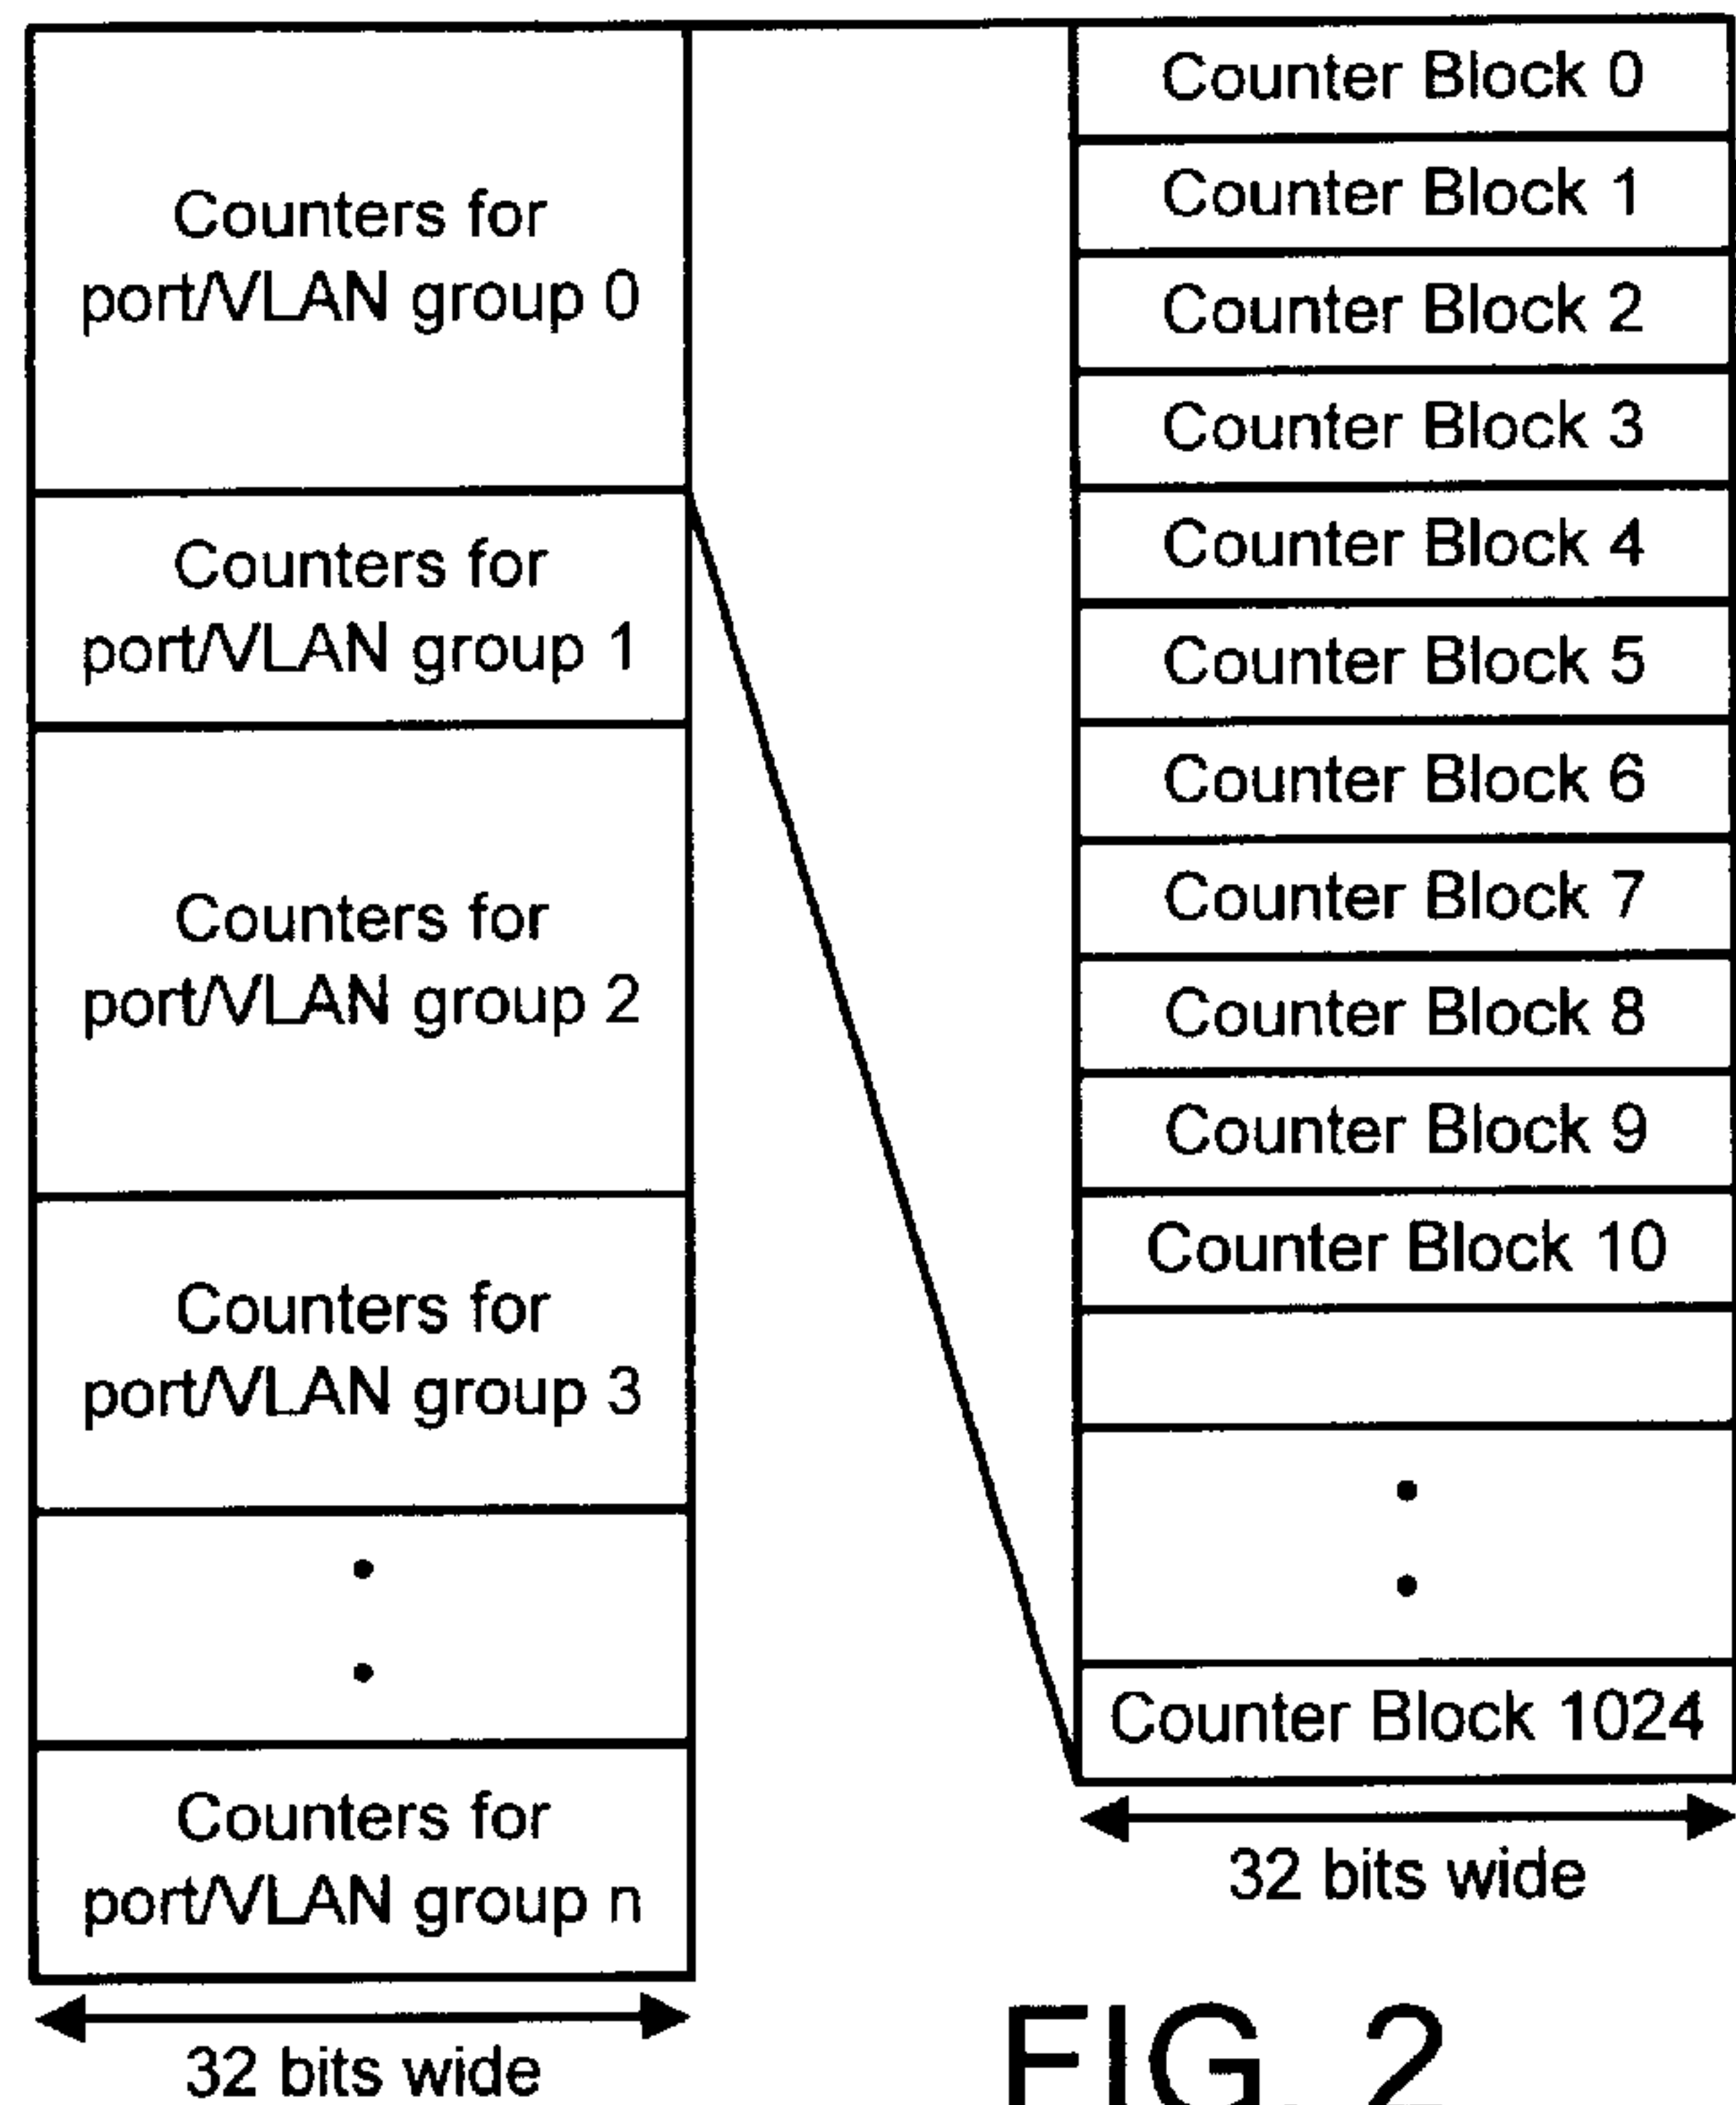 Counters for
port/VLAN group 0
Counters for
port/VLAN group 1
Counters for
port/VLAN group 2
Counters for
port/VLAN group 3
Counters for
port/VLAN group n
32 bits wide
Counter Block 0
Counter Block 1
Counter Block 2
Counter Block 3
Counter Block 4
Counter Block 5
Counter Block 6
Counter Block 7
Counter Block 8
Counter Block 9
Counter Block 10
Counter Block 1024
32 bits wide
FIG. 2